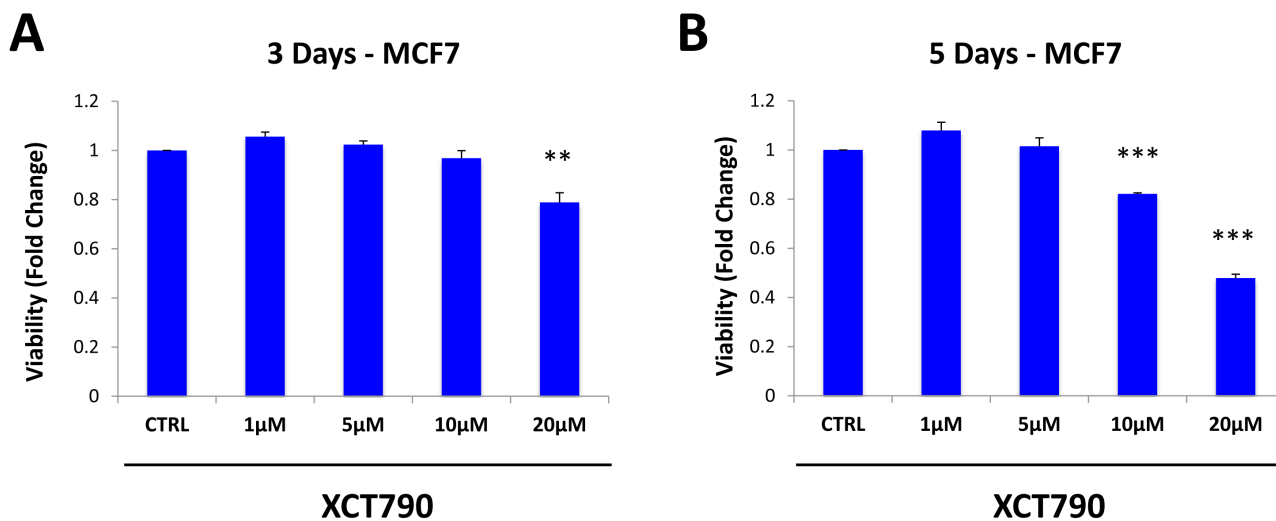 A
3 Days - MCF7
Viability (Fold Change)
1.2
1
0.8
0.6
0.4
0.2
0
**
CTRL 1µM 5µM 10µM 20µM
XCT790
B
5 Days - MCF7
Viability (Fold Change)
1.2
1
0.8
0.6
0.4
0.2
0
***
***
CTRL 1µM 5µM 10µM 20µM
XCT790